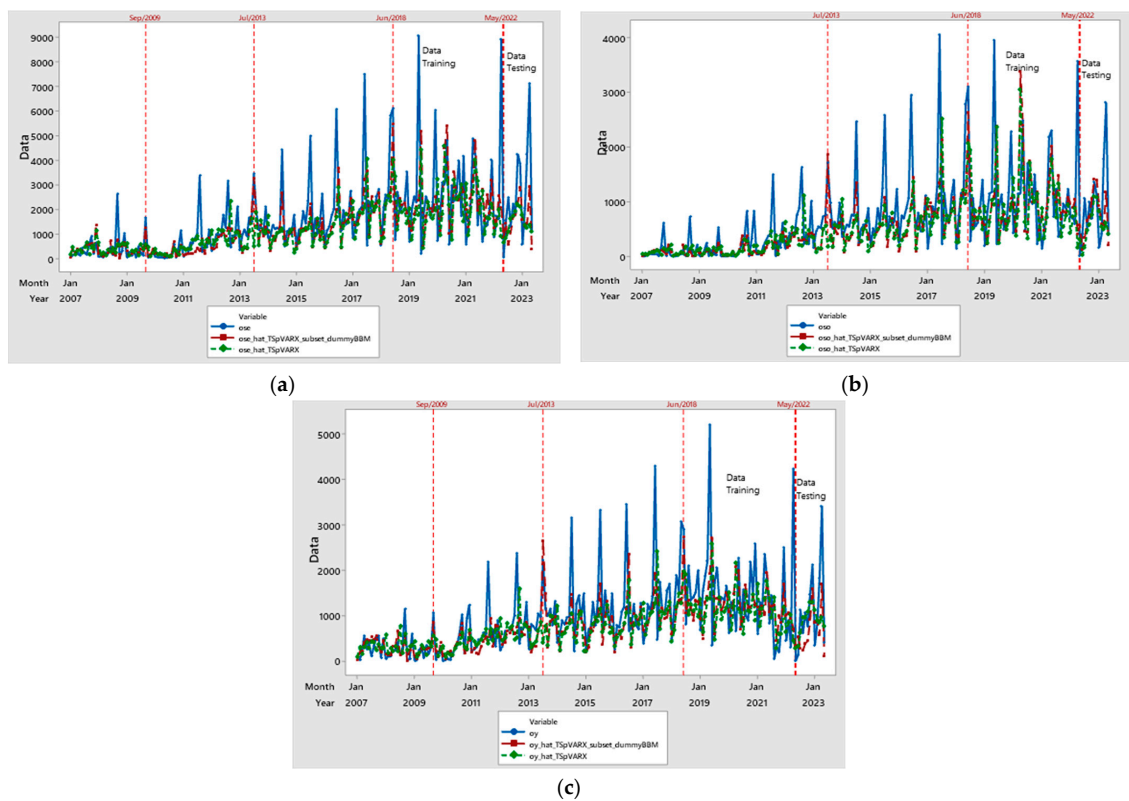 Sep/2009 Jul/2013 Jun/2018 May/2022
9000
8000
7000
6000
5000
4000
3000
2000
1000
0
Data
Data Training
Data Testing
Month Jan Jan Jan Jan Jan Jan Jan Jan Jan
Year 2007 2009 2011 2013 2015 2017 2019 2021 2023
Variable
ose
ose_hat_TSpVARX_subset_dummyBBM
ose_hat_TSpVARX
(a)
Jul/2013 Jun/2018 May/2022
4000
3000
2000
1000
0
Data
Data Training
Data Testing
Month Jan Jan Jan Jan Jan Jan Jan Jan Jan
Year 2007 2009 2011 2013 2015 2017 2019 2021 2023
Variable
oso
oso_hat_TSpVARX_subset_dummyBBM
oso_hat_TSpVARX
(b)
Sep/2009 Jul/2013 Jun/2018 May/2022
5000
4000
3000
2000
1000
0
Data
Data Training
Data Testing
Month Jan Jan Jan Jan Jan Jan Jan Jan Jan
Year 2007 2009 2011 2013 2015 2017 2019 2021 2023
Variable
oy
oy_hat_TSpVARX_subset_dummyBBM
oy_hat_TSpVARX
(c)